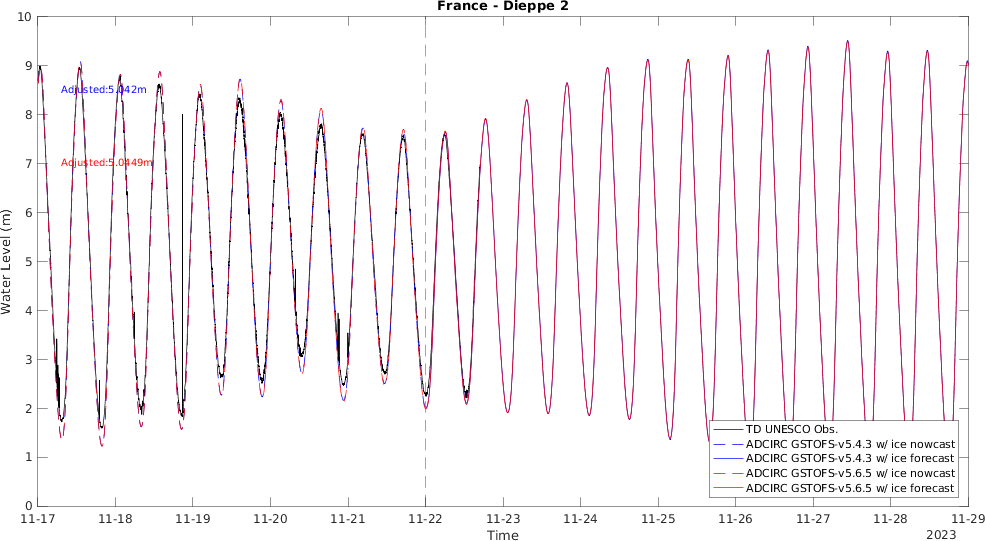 France - Dieppe 2
10
9
8
7
6
5
4
3
2
1
0
Water Level (m)
Adjusted:5.042m
Adjusted:5.0449m
TD UNESCO Obs.
ADCIRC GSTOFS-v5.4.3 w/ ice nowcast
ADCIRC GSTOFS-v5.4.3 w/ ice forecast
ADCIRC GSTOFS-v5.6.5 w/ ice nowcast
ADCIRC GSTOFS-v5.6.5 w/ ice forecast
11-17 11-18 11-19 11-20 11-21 11-22 11-23 11-24 11-25 11-26 11-27 11-28 11-29
Time
2023